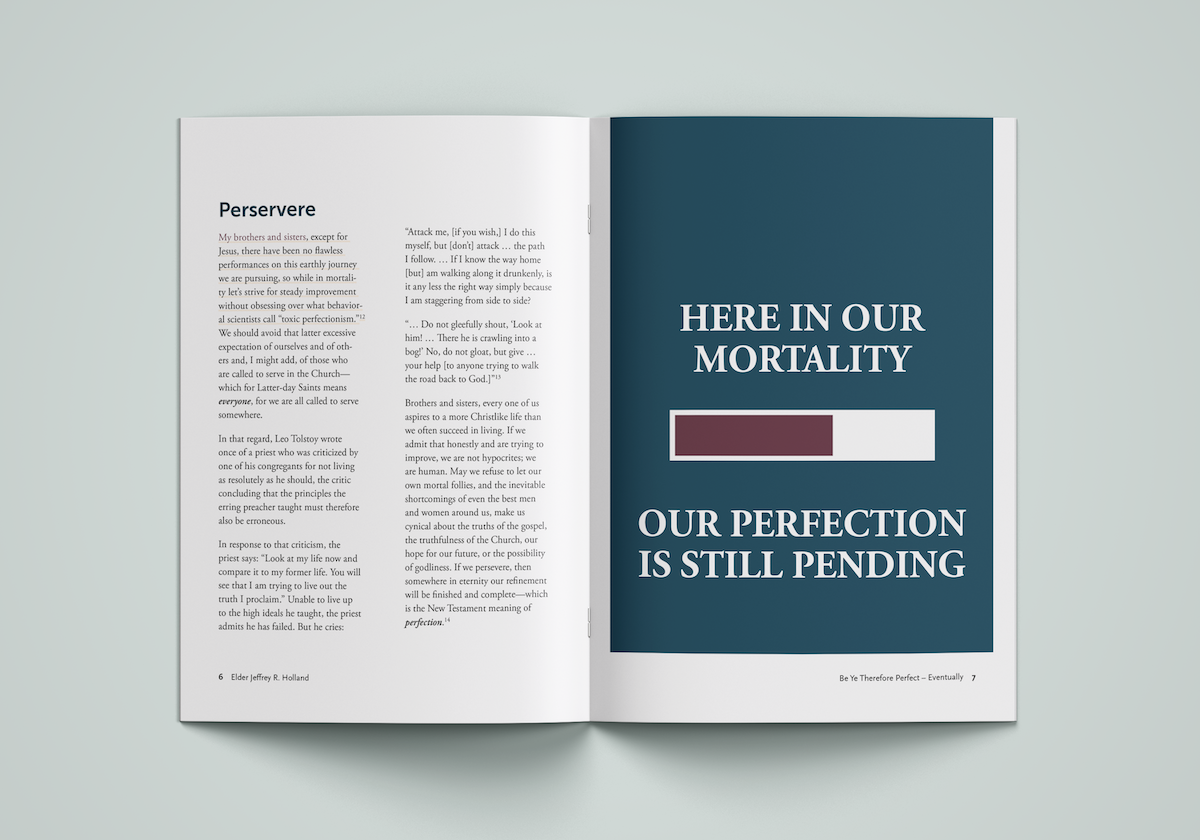 Perservere
My brothers and sisters, except for
Jesus, there have been no flawless
performances on this earthly journey
we are pursuing, so while in mortali-
ty let's strive for steady improvement
without obsessing over what behavior-
al scientists call "toxic perfectionism."12
We should avoid that latter excessive
expectation of ourselves and of oth-
ers and, I might add, of those who
are called to serve in the Church—
which for Latter-day Saints means
everyone, for we are all called to serve
somewhere.
In that regard, Leo Tolstoy wrote
once of a priest who was criticized by
one of his congregants for not living
as resolutely as he should, the critic
concluding that the principles the
erring preacher taught must therefore
also be erroneous.
In response to that criticism, the
priest says: "Look at my life now and
compare it to my former life. You will
see that I am trying to live out the
truth I proclaim." Unable to live up
to the high ideals he taught, the priest
admits he has failed. But he cries:
"Attack me, [if you wish,] I do this
myself, but [don't] attack … the path
I follow. … If I know the way home
[but] am walking along it drunkenly, is
it any less the right way simply because
I am staggering from side to side?
"… Do not gleefully shout, 'Look at
him! … There he is crawling into a
bog!' No, do not gloat, but give …
your help [to anyone trying to walk
the road back to God.]"13
Brothers and sisters, every one of us
aspires to a more Christlike life than
we often succeed in living. If we
admit that honestly and are trying to
improve, we are not hypocrites; we
are human. May we refuse to let our
own mortal follies, and the inevitable
shortcomings of even the best men
and women around us, make us
cynical about the truths of the gospel,
the truthfulness of the Church, our
hope for our future, or the possibility
of godliness. If we persevere, then
somewhere in eternity our refinement
will be finished and complete—which
is the New Testament meaning of
perfection.14
6 Elder Jeffrey R. Holland
HERE IN OUR
MORTALITY
OUR PERFECTION
IS STILL PENDING
Be Ye Therefore Perfect – Eventually 7